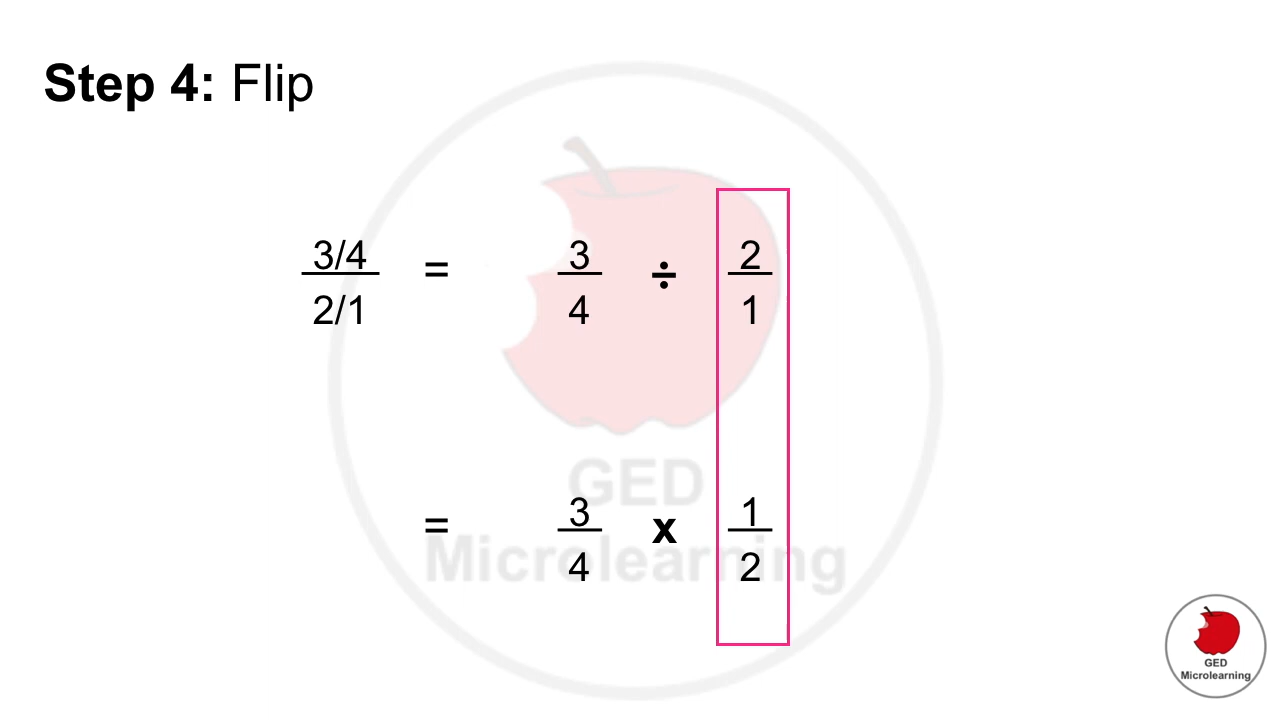 Step 4: Flip
3/4
2/1
=
3
4
÷
2
1
=
3
4
x
1
2
GED
Microlearning
GED
Microlearning